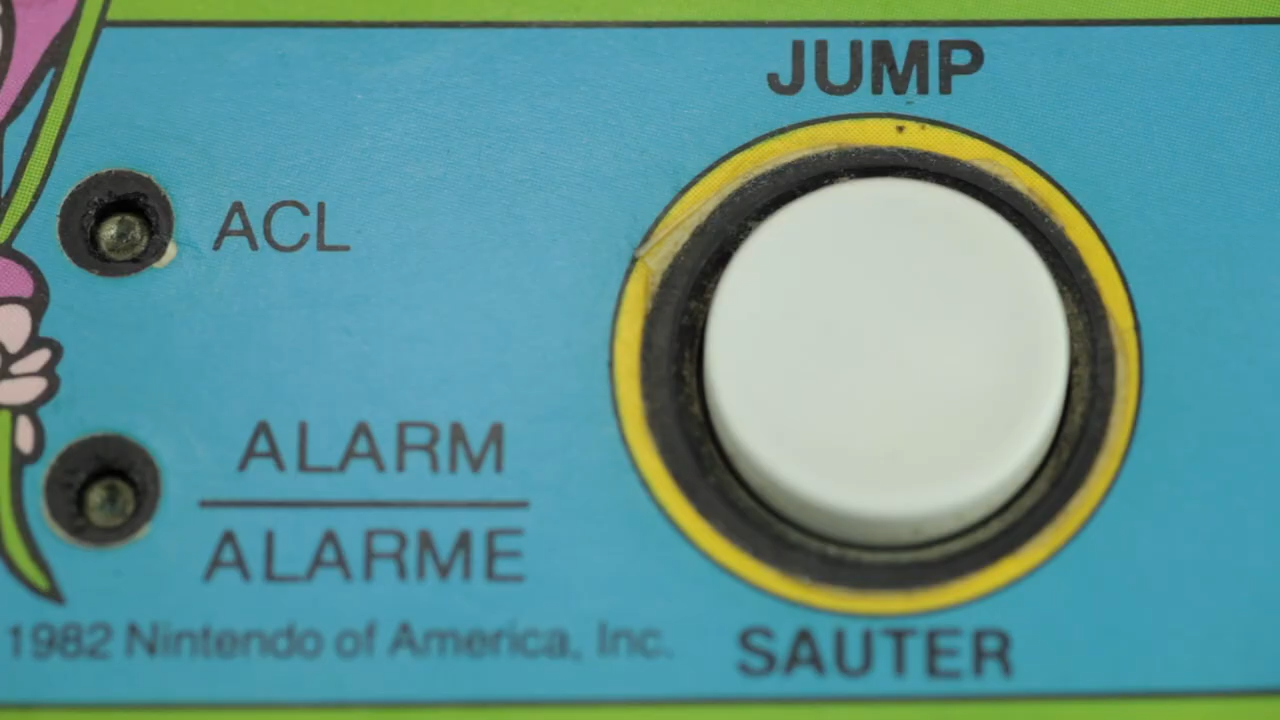 JUMP
ACL
ALARM
ALARME
1982 Nintendo of America, Inc.
SAUTER